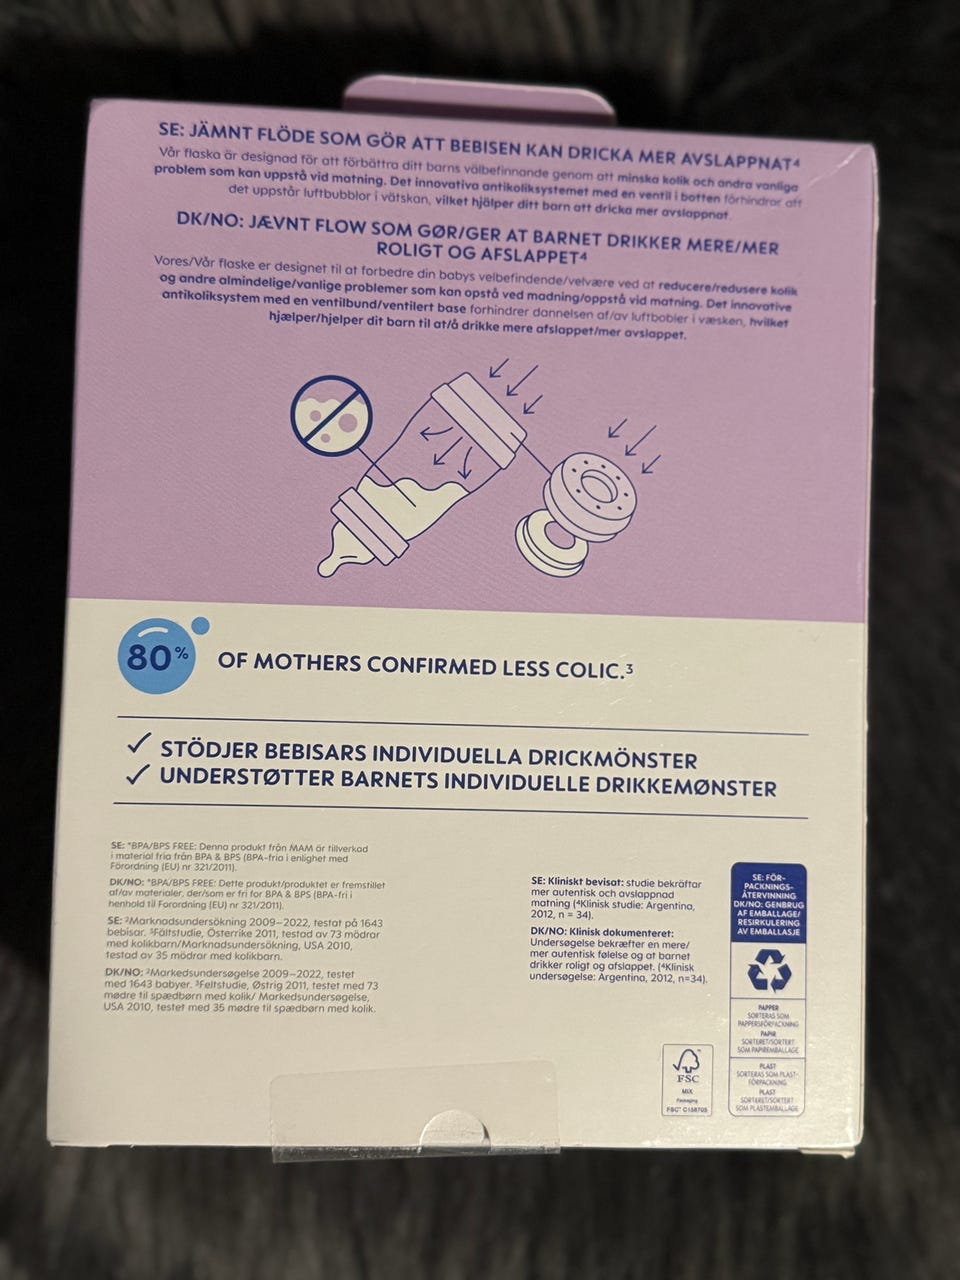 SE: JÄMNT FLÖDE SOM GÖR ATT BEBISEN KAN DRICKA MER AVSLAPPNAT⁴
Vår flaska är designad för att förbättra ditt barns välbefinnande genom att minska kolik och andra vanliga
problem som kan uppstå vid matning. Det innovativa antikoliksystemet med en ventil i botten förhindrar att
det uppstår luftbubblor i vätskan, vilket hjälper ditt barn att dricka mer avslappnat.
DK/NO: JÆVNT FLOW SOM GØR/GER AT BARNET DRIKKER MERE/MER
ROLIGT OG AFSLAPPET⁴
Vores/Vår flaske er designet til at forbedre din babys velbefindende/velvære ved at reducere/redusere kolik
og andre almindelige/vanlige problemer som kan opstå ved madning/oppstå vid matning. Det innovative
antikoliksystem med en ventilbund/ventilert base forhindrer dannelsen af/av luftbobler i væsken, hvilket
hjælper/hjelper dit barn til at/å drikke mere afslappet/mer avslappet.
80% OF MOTHERS CONFIRMED LESS COLIC.³
✓ STÖDJER BEBISARS INDIVIDUELLA DRICKMÖNSTER
✓ UNDERSTØTTER BARNETS INDIVIDUELLE DRIKKEMØNSTER
SE: *BPA/BPS FREE: Denna produkt från MAM är tillverkad
i material fria från BPA & BPS (BPA-fria i enlighet med
Förordning (EU) nr 321/2011).
DK/NO: *BPA/BPS FREE: Dette produkt/produktet er fremstillet
af/av materialer, der/som er fri for BPA & BPS (BPA-fri i
henhold til Forordning (EU) nr 321/2011).
SE: ²Marknadsundersökning 2009–2022, testat på 1643
bebisar. ³Fältstudie, Österrike 2011, testad av 73 mödrar
med kolikbarn/Marknadsundersökning, USA 2010,
testad av 35 mödrar med kolikbarn.
DK/NO: ²Markedsundersøgelse 2009–2022, testet
med 1643 babyer. ³Feltstudie, Østrig 2011, testet med 73
mødre til spædbørn med kolik/ Markedsundersøgelse,
USA 2010, testet med 35 mødre til spædbørn med kolik.
SE: Kliniskt bevisat: studie bekräftar
mer autentisk och avslappnad
matning (⁴Klinisk studie: Argentina,
2012, n = 34).
DK/NO: Klinisk dokumenteret:
Undersøgelse bekræfter en mere/
mer autentisk følelse og at barnet
drikker roligt og afslappet. (⁴Klinisk
undersøgelse: Argentina, 2012, n=34).
SE: FÖR-
PACKNINGS-
ÅTERVINNING
DK/NO: GENBRUG
AF EMBALLAGE/
RESIRKULERING
AV EMBALLASJE
PAPPER
SORTERAS SOM
PAPPERSFÖRPACKNING
PAPIR
SORTERET/SORTERT
SOM PAPIREMBALLAGE
PLAST
SORTERAS SOM PLAST-
FÖRPACKNING
PLAST
SORTERET/SORTERT
SOM PLASTEMBALLAGE
FSC
MIX
Packaging
FSC® C158705